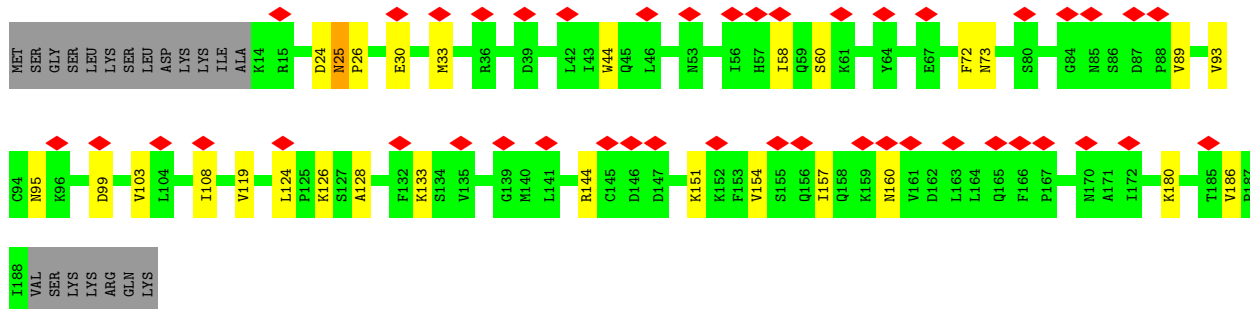 MET SER GLY SER LEU LYS SER LEU ASP LYS LYS ILE ALA K14 R15 D24 N25 P26 E30 M33 R36 D39 L42 I43 W44 Q45 L46 N53 I56 H57 I58 Q59 S60 K61 Y64 E67 F72 N73 S80 G84 N85 S86 D87 P88 V89 V93
C94 N95 K96 D99 V103 L104 I108 V119 L124 P125 K126 S127 A128 F132 K133 S134 V135 G139 M140 L141 R144 C145 D146 D147 K151 K152 F153 V154 S155 Q156 I157 Q158 K159 N160 V161 D162 L163 L164 Q165 F166 P167 N170 A171 I172 K180 T185 V186 P187
I188 VAL SER LYS LYS ARG GLN LYS